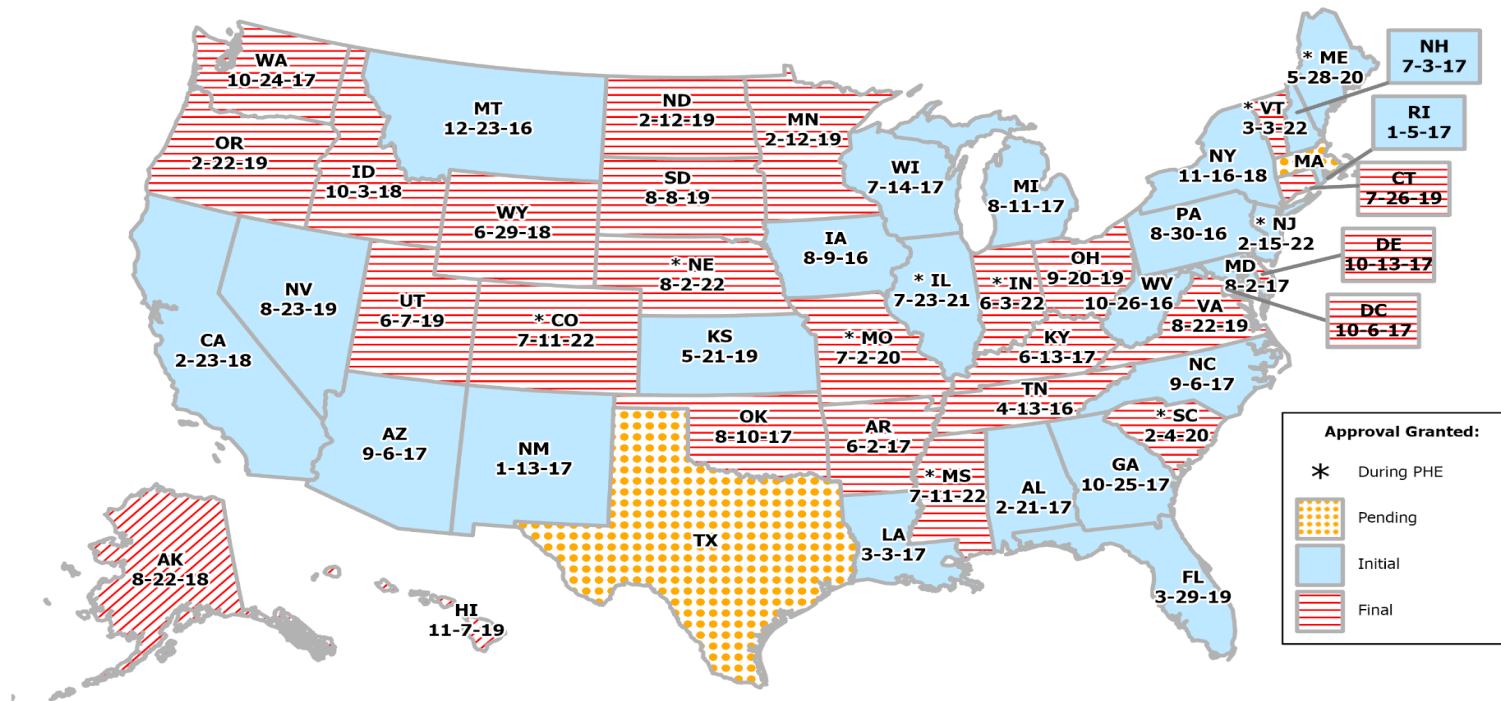 WA
10-24-17
OR
2-22-19
ID
10-3-18
MT
12-23-16
ND
2-12-19
MN
2-12-19
SD
8-8-19
WY
6-29-18
* NE
8-2-22
NV
8-23-19
CA
2-23-18
UT
6-7-19
* CO
7-11-22
AZ
9-6-17
NM
1-13-17
KS
5-21-19
OK
8-10-17
TX
IA
8-9-16
WI
7-14-17
MI
8-11-17
* IL
7-23-21
* IN
6-3-22
OH
9-20-19
* MO
7-2-20
KY
6-13-17
TN
4-13-16
AR
6-2-17
LA
3-3-17
* MS
7-11-22
AL
2-21-17
GA
10-25-17
FL
3-29-19
* SC
2-4-20
NC
9-6-17
VA
8-22-19
WV
10-26-16
MD
8-2-17
PA
8-30-16
* NJ
2-15-22
NY
11-16-18
MA
* VT
3-3-22
* ME
5-28-20
NH
7-3-17
RI
1-5-17
CT
7-26-19
DE
10-13-17
DC
10-6-17
AK
8-22-18
HI
11-7-19
Approval Granted:
* During PHE
Pending
Initial
Final